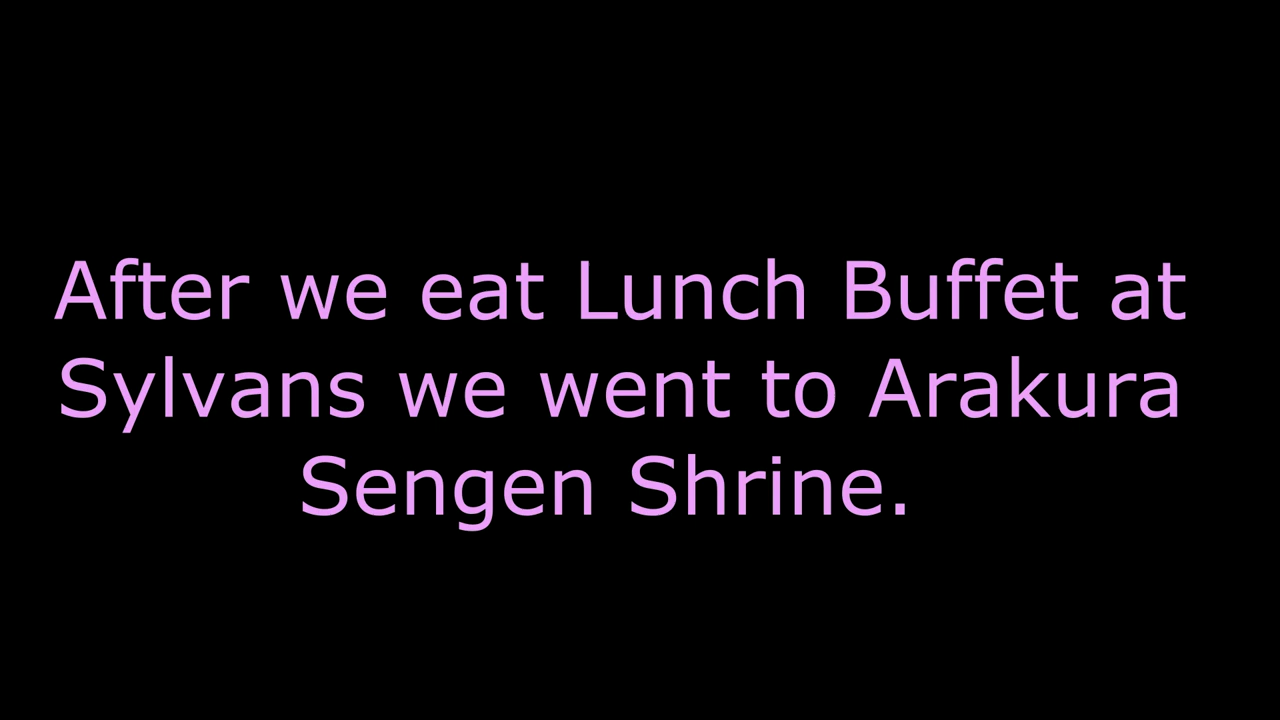 After we eat Lunch Buffet at
Sylvans we went to Arakura
Sengen Shrine.